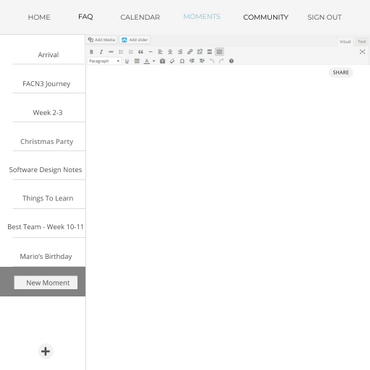 HOME FAQ CALENDAR MOMENTS COMMUNITY SIGN OUT
Add Media Add slider Visual Text
Paragraph
SHARE
Arrival
FACN3 Journey
Week 2-3
Christmas Party
Software Design Notes
Things To Learn
Best Team - Week 10-11
Mario's Birthday
New Moment